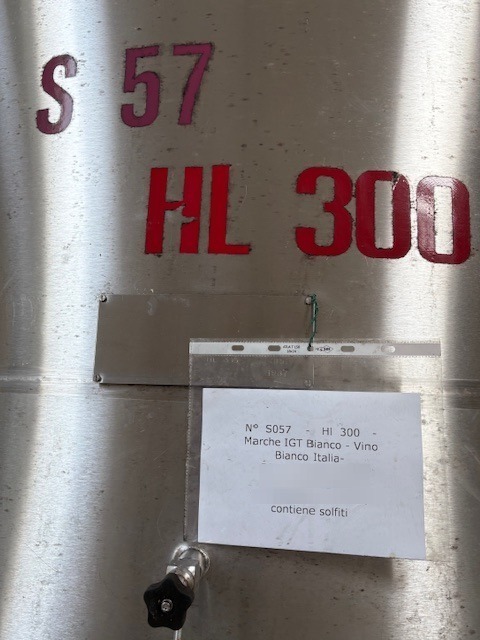 S 57
HL 300
N° S057 - Hl 300 -
Marche IGT Bianco - Vino
Bianco Italia-
contiene solfiti